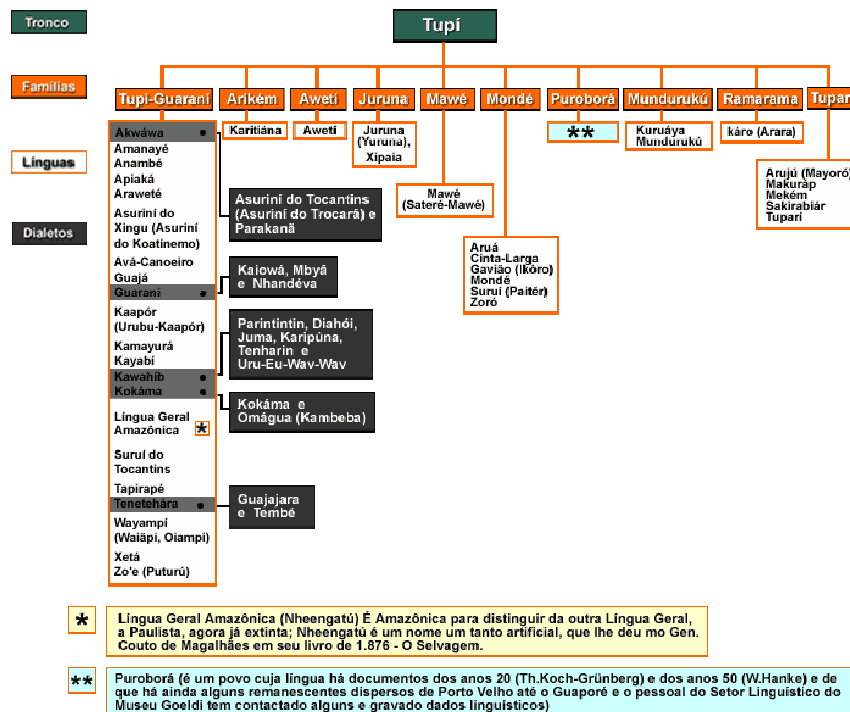 Tronco
Tupí
Famílias
Tupi-Guarani
Arikém
Awetí
Juruna
Mawé
Mondé
Puroborá
Mundurukú
Ramarama
Línguas
Dialetos
Akwáwa
Amanayé
Anambé
Apiaká
Araweté
Asuriní do
Xingu (Asuriní
do Koatinemo)
Avá-Canoeiro
Guajá
Guarani
Kaapór
(Urubu-Kaapór)
Kamayurá
Kayabí
Kawahíb
Kokáma
Língua Geral
Amazônica *
Suruí do
Tocantins
Tapirapé
Tenetehára
Wayampí
(Waiãpi, Oiampi)
Xetá
Zo'e (Puturú)
Asuriní do Tocantins
(Asuriní do Trocará) e
Parakanã
Kaiowá, Mbyá
e Nhandéva
Parintintin, Diahói,
Juma, Karipúna,
Tenharin e
Uru-Eu-Wav-Wav
Kokáma e
Omágua (Kambeba)
Guajajara
e Tembé
Karitiána
Awetí
Juruna
(Yuruna),
Xipaia
Mawé
(Sateré-Mawé)
Aruá
Cinta-Larga
Gavião (Ikôro)
Mondé
Suruí (Paitér)
Zoró
**
Kuruáya
Mundurukú
káro (Arara)
Arujú (Mayoró)
Makuráp
Mekém
Sakirabiár
Tuparí
* Língua Geral Amazônica (Nheengatú) É Amazônica para distinguir da outra Língua Geral,
a Paulista, agora já extinta; Nheengatú é um nome um tanto artificial, que lhe deu mo Gen.
Couto de Magalhães em seu livro de 1.876 - O Selvagem.
** Puroborá (é um povo cuja língua há documentos dos anos 20 (Th.Koch-Grünberg) e dos anos 50 (W.Hanke) e de
que há ainda alguns remanescentes dispersos de Porto Velho até o Guaporé e o pessoal do Setor Linguístico do
Museu Goeldi tem contactado alguns e gravado dados linguísticos)